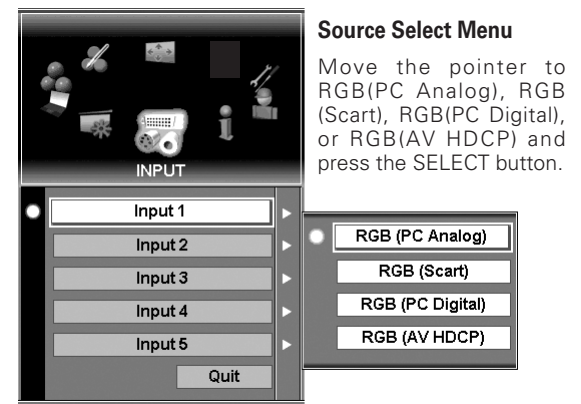 Source Select Menu
Move the pointer to
RGB(PC Analog), RGB
(Scart), RGB(PC Digital),
or RGB(AV HDCP) and
press the SELECT button.
INPUT
Input 1
Input 2
Input 3
Input 4
Input 5
Quit
RGB (PC Analog)
RGB (Scart)
RGB (PC Digital)
RGB (AV HDCP)